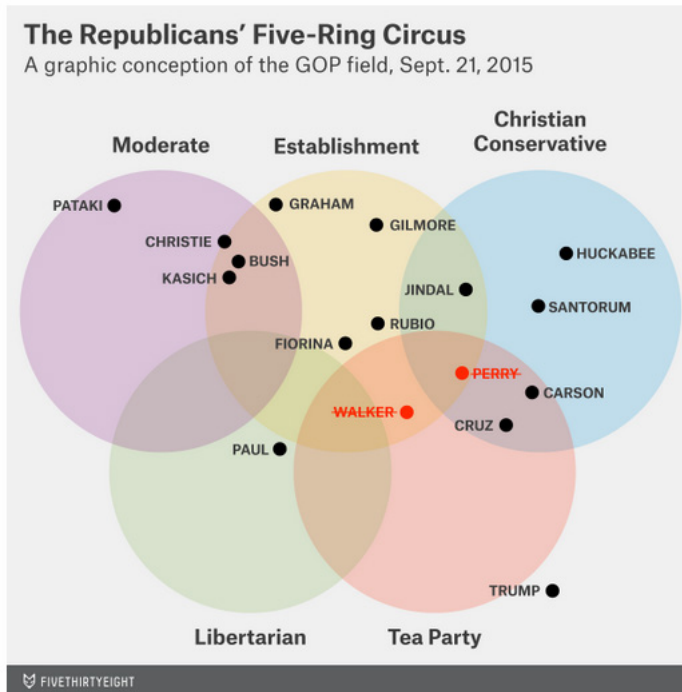 The Republicans' Five-Ring Circus
A graphic conception of the GOP field, Sept. 21, 2015
Christian
Conservative
Moderate
Establishment
PATAKI
GRAHAM
GILMORE
CHRISTIE
BUSH
HUCKABEE
KASICH
JINDAL
SANTORUM
RUBIO
FIORINA
PERRY
CARSON
WALKER
CRUZ
PAUL
TRUMP
Libertarian
Tea Party
FIVETHIRTYEIGHT